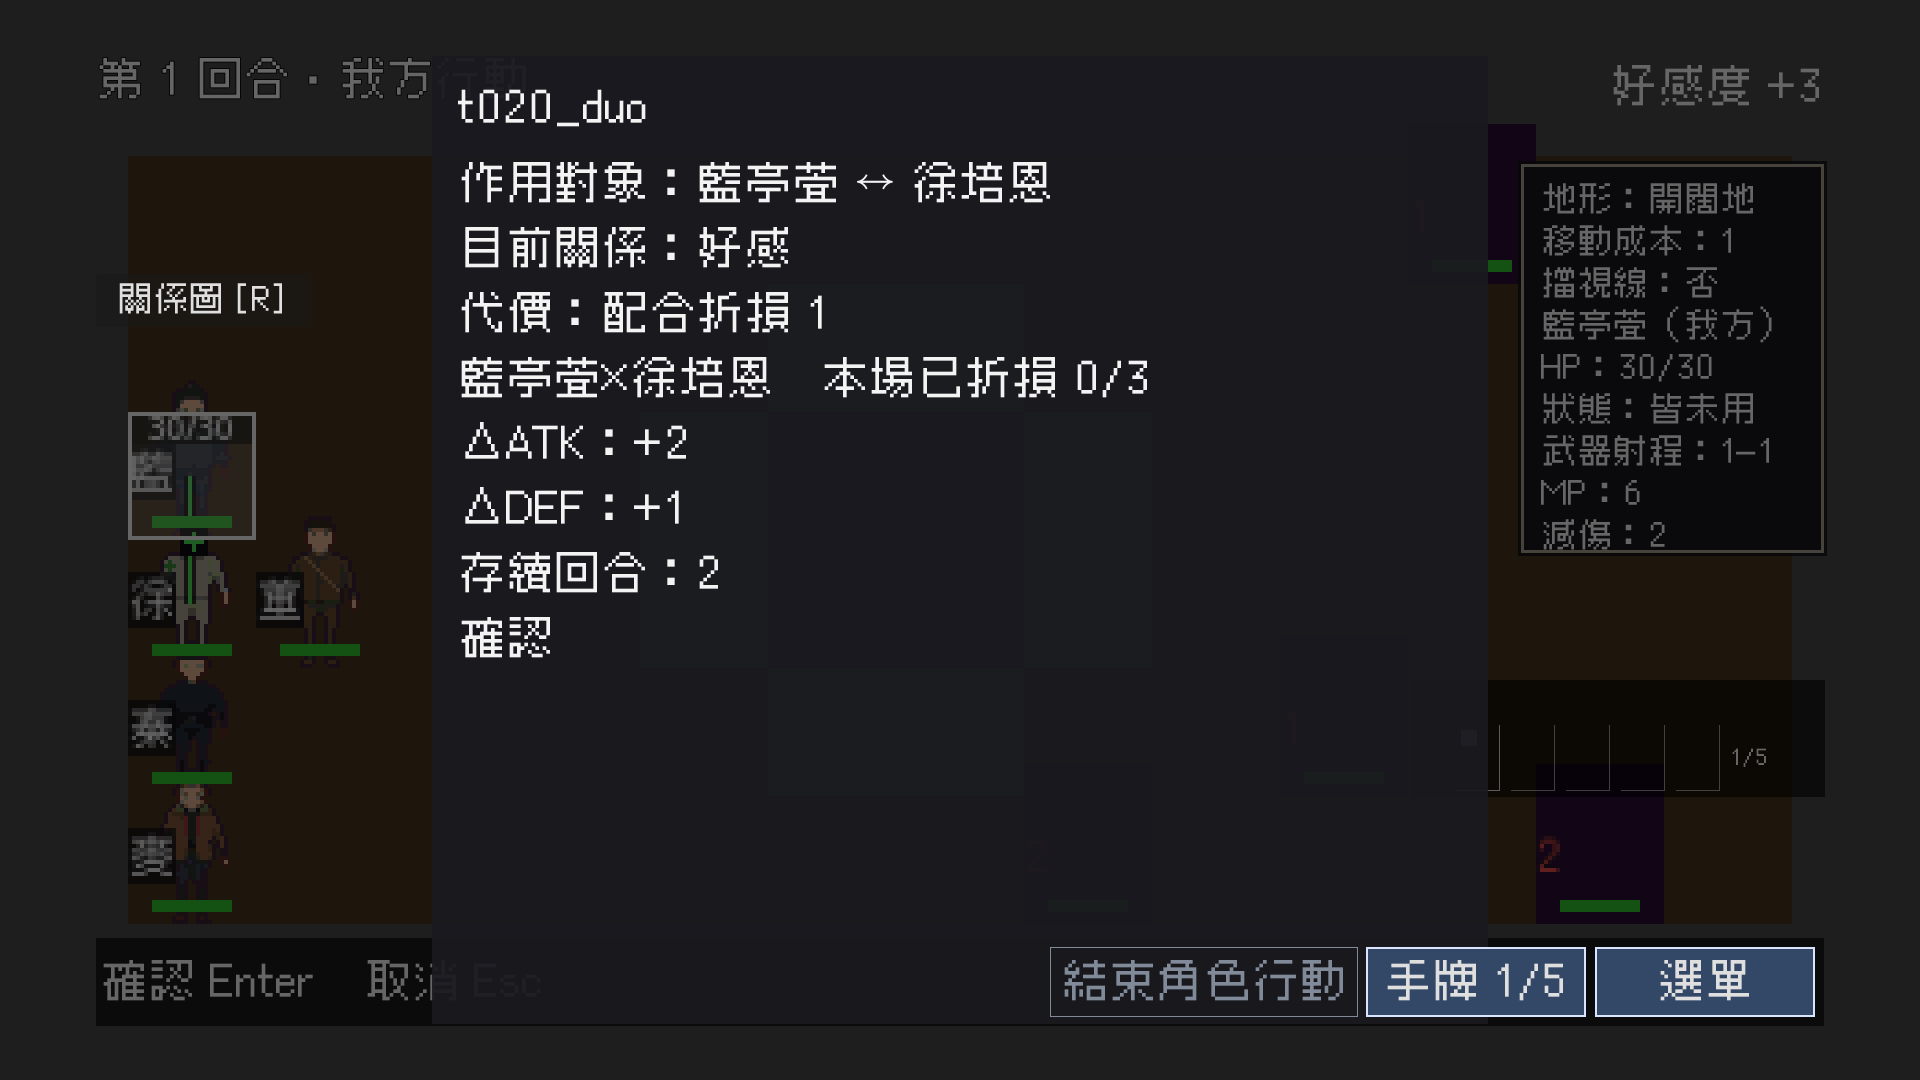 第 1 回合・我方行動
好感度 +3
t020_duo
作用對象：藍亭萓 ↔ 徐培恩
目前關係：好感
代價：配合折損 1
藍亭萓×徐培恩　本場已折損 0/3
△ATK：+2
△DEF：+1
存續回合：2
確認
關係圖 [R]
30/30
藍
徐
董
秦
麥
地形：開闊地
移動成本：1
擋視線：否
藍亭萓（我方）
HP：30/30
狀態：皆未用
武器射程：1–1
MP：6
減傷：2
1/5
2
2
確認 Enter
取消 Esc
結束角色行動
手牌 1/5
選單